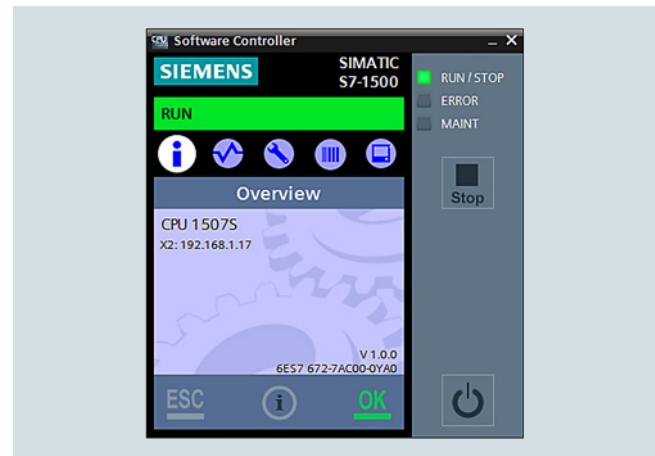 CPU Software Controller
SIEMENS
SIMATIC
S7-1500
RUN
Overview
CPU 1507S
X2: 192.168.1.17
V 1.0.0
6ES7 672-7AC00-0YA0
ESC
i
OK
RUN / STOP
ERROR
MAINT
Stop